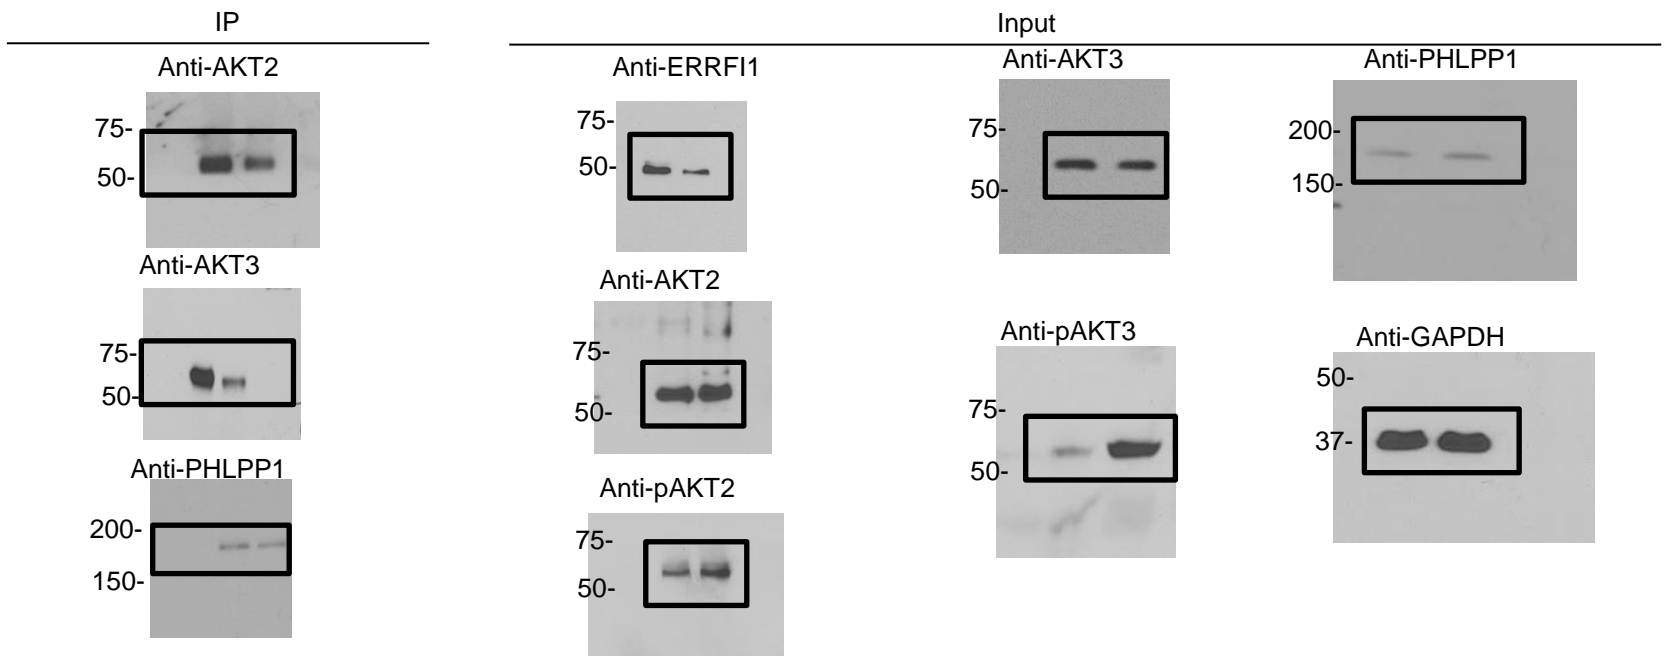 IP
Anti-AKT2
75-
50-
Anti-AKT3
75-
50-
Anti-PHLPP1
200-
150-
Input
Anti-ERRFI1
75-
50-
Anti-AKT2
75-
50-
Anti-pAKT2
75-
50-
Anti-AKT3
75-
50-
Anti-pAKT3
75-
50-
Anti-PHLPP1
200-
150-
Anti-GAPDH
50-
37-